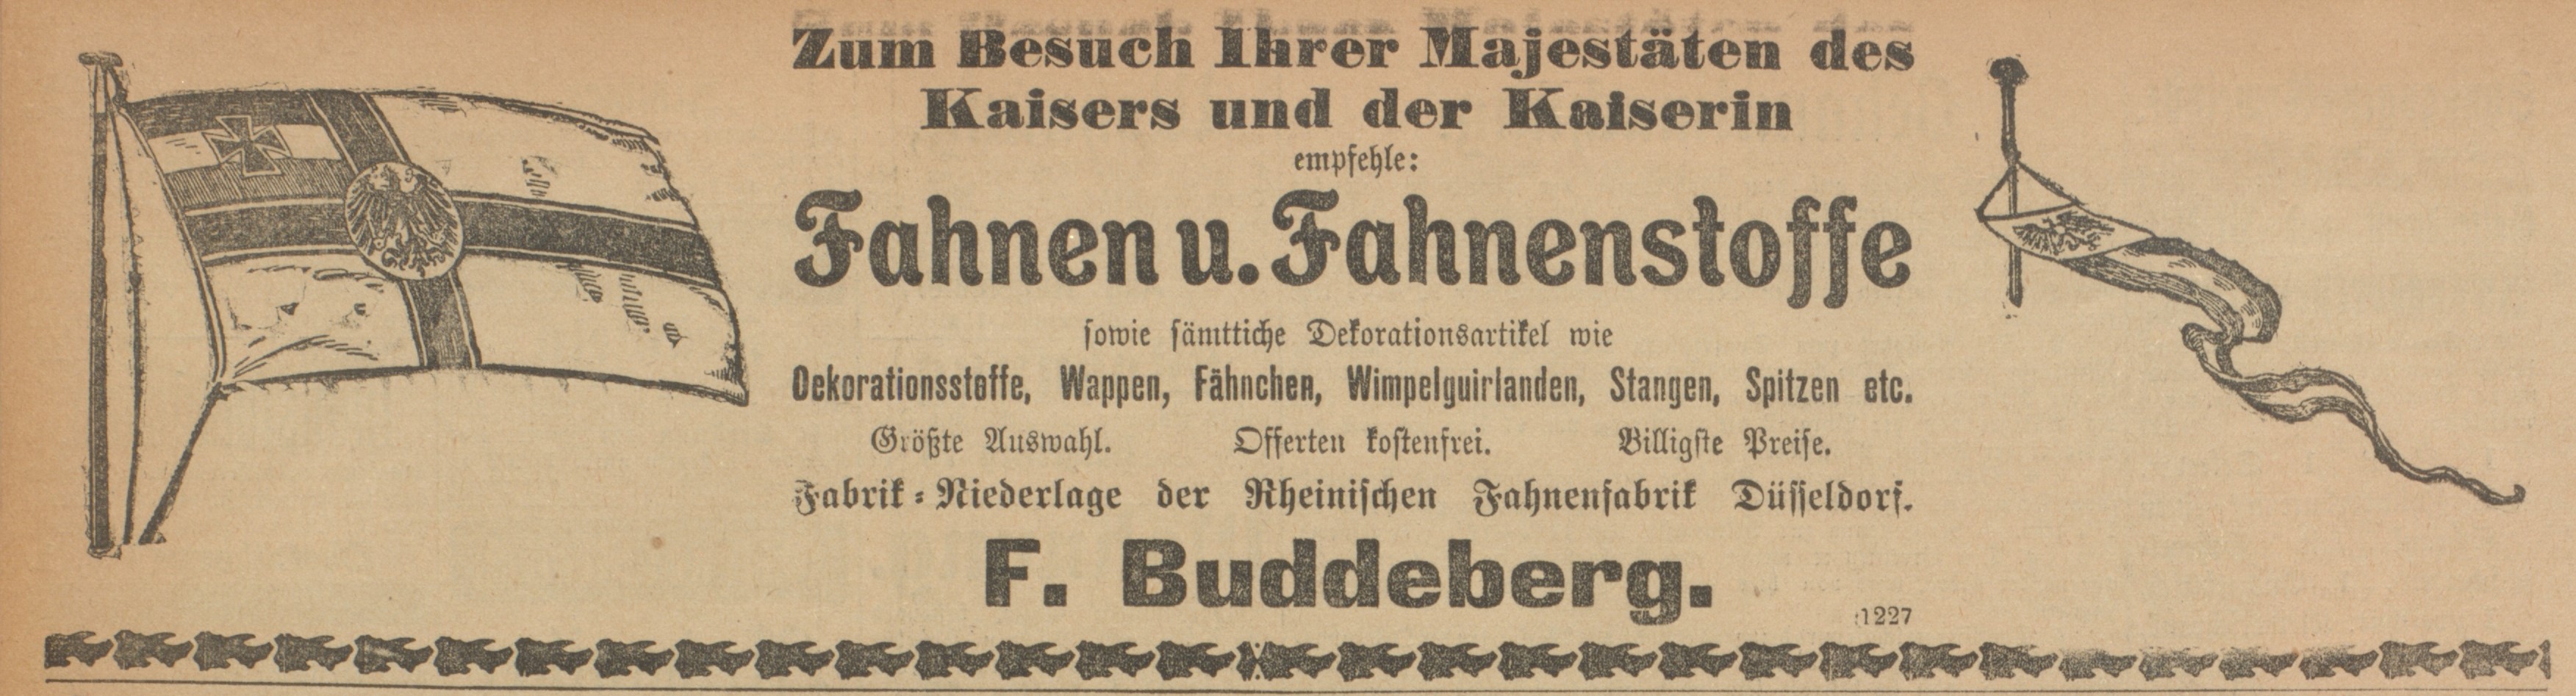 Zum Besuch Ihrer Majestäten des
Kaisers und der Kaiserin
empfehle:
Fahnen u. Fahnenstoffe
sowie sämttiche Dekorationsartikel wie
Dekorationsstoffe, Wappen, Fähnchen, Wimpelguirlanden, Stangen, Spitzen etc.
Größte Auswahl. Offerten kostenfrei. Billigste Preise.
Fabrik-Niederlage der Rheinischen Fahnenfabrik Düsseldorf.
F. Buddeberg.
1227